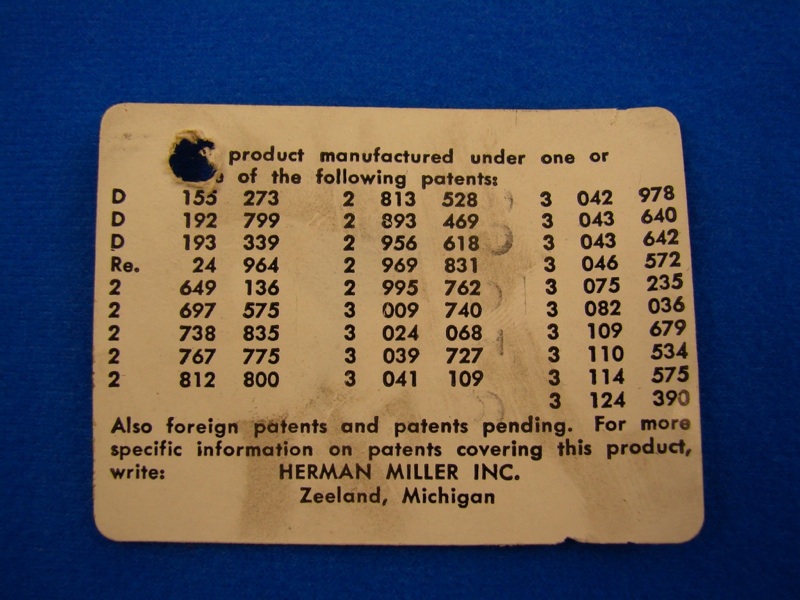 product manufactured under one or
of the following patents:
D 155 273 2 813 528 3 042 978
D 192 799 2 893 469 3 043 640
D 193 339 2 956 618 3 043 642
Re. 24 964 2 969 831 3 046 572
2 649 136 2 995 762 3 075 235
2 697 575 3 009 740 3 082 036
2 738 835 3 024 068 3 109 679
2 767 775 3 039 727 3 110 534
2 812 800 3 041 109 3 114 575
3 124 390
Also foreign patents and patents pending. For more
specific information on patents covering this product,
write: HERMAN MILLER INC.
Zeeland, Michigan